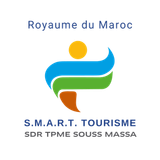 Royaume du Maroc
S.M.A.R.T. TOURISME
SDR TPME SOUSS MASSA